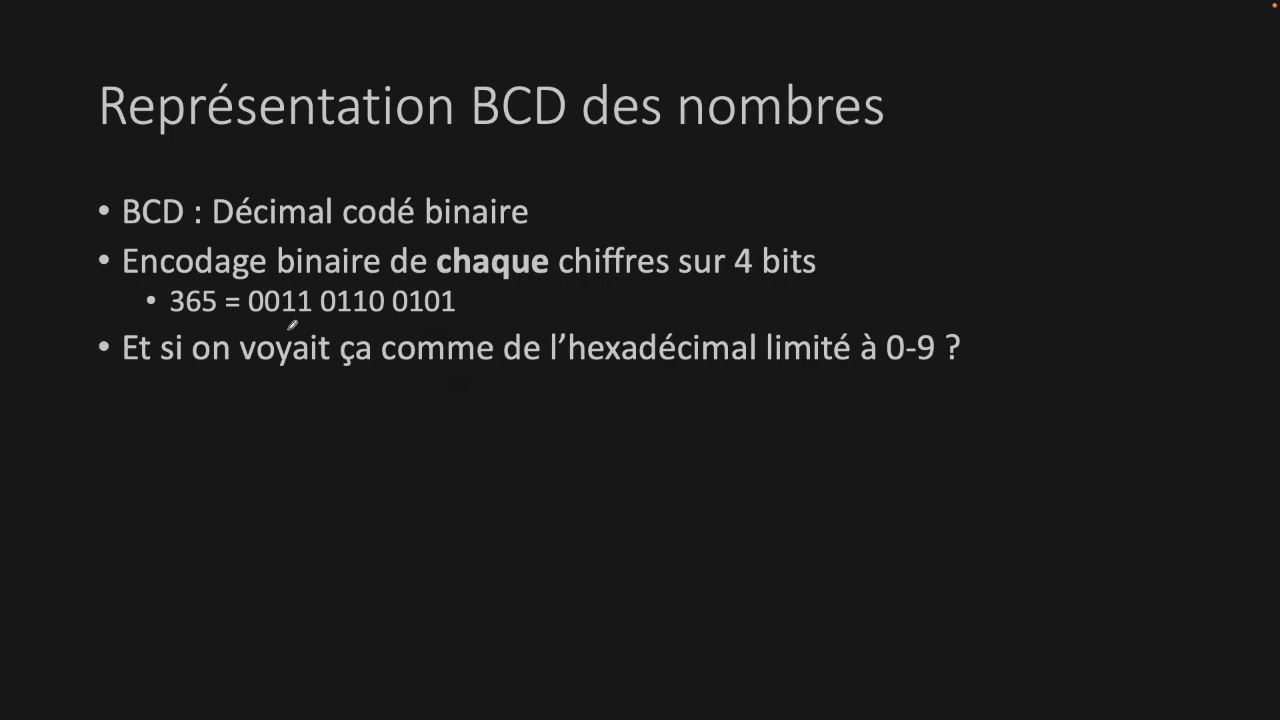 Représentation BCD des nombres
• BCD : Décimal codé binaire
• Encodage binaire de chaque chiffres sur 4 bits
• 365 = 0011 0110 0101
• Et si on voyait ça comme de l’hexadécimal limité à 0-9 ?